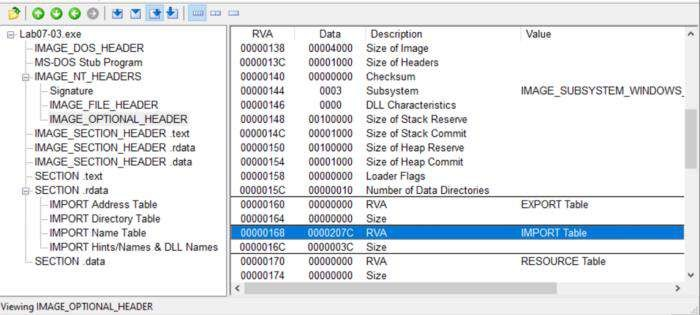 Lab07-03.exe
IMAGE_DOS_HEADER
MS-DOS Stub Program
IMAGE_NT_HEADERS
Signature
IMAGE_FILE_HEADER
IMAGE_OPTIONAL_HEADER
IMAGE_SECTION_HEADER .text
IMAGE_SECTION_HEADER .rdata
IMAGE_SECTION_HEADER .data
SECTION .text
SECTION .rdata
IMPORT Address Table
IMPORT Directory Table
IMPORT Name Table
IMPORT Hints/Names & DLL Names
SECTION .data
RVA Data Description Value
00000138 00004000 Size of Image
0000013C 00001000 Size of Headers
00000140 00000000 Checksum
00000144 0003 Subsystem IMAGE_SUBSYSTEM_WINDOWS_
00000146 0000 DLL Characteristics
00000148 00100000 Size of Stack Reserve
0000014C 00001000 Size of Stack Commit
00000150 00100000 Size of Heap Reserve
00000154 00001000 Size of Heap Commit
00000158 00000000 Loader Flags
0000015C 00000010 Number of Data Directories
00000160 00000000 RVA EXPORT Table
00000164 00000000 Size
00000168 0000207C RVA IMPORT Table
0000016C 0000003C Size
00000170 00000000 RVA RESOURCE Table
00000174 00000000 Size
Viewing IMAGE_OPTIONAL_HEADER